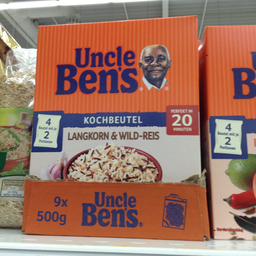 Uncle
Ben's®
KOCHBEUTEL
PERFEKT IN
20
MINUTEN
4
Beutel mit je
2
Portionen
LANGKORN & WILD-REIS
9x
500g
Uncle
Ben's®
B
4
Beutel mit je
2
Portionen